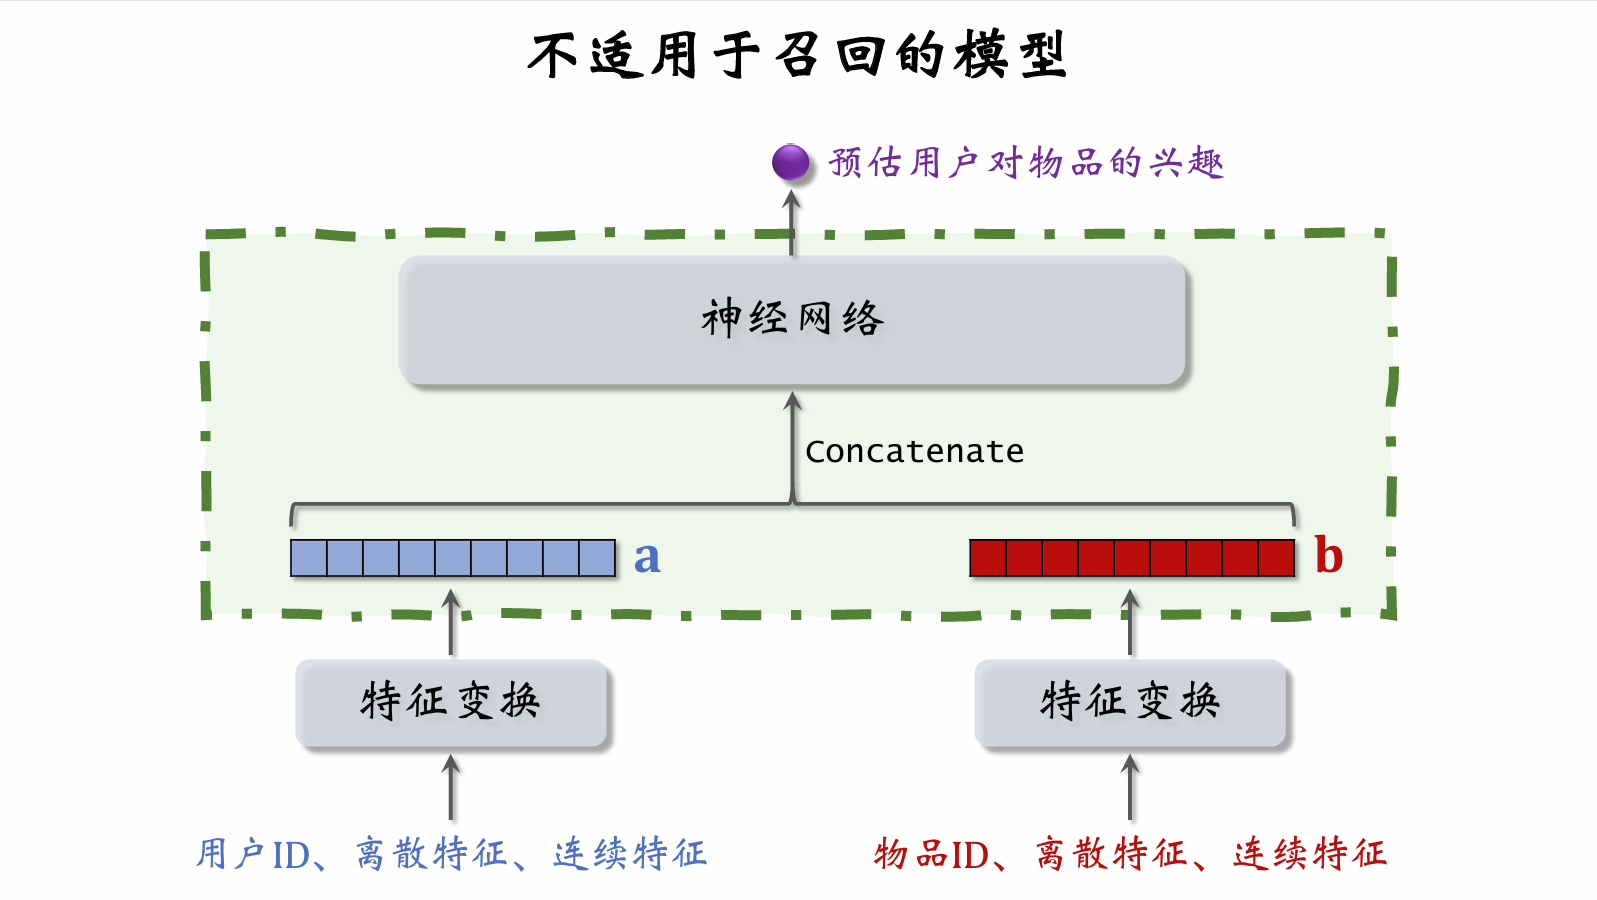 不适用于召回的模型
预估用户对物品的兴趣
神经网络
Concatenate
a
b
特征变换
特征变换
用户ID、离散特征、连续特征
物品ID、离散特征、连续特征